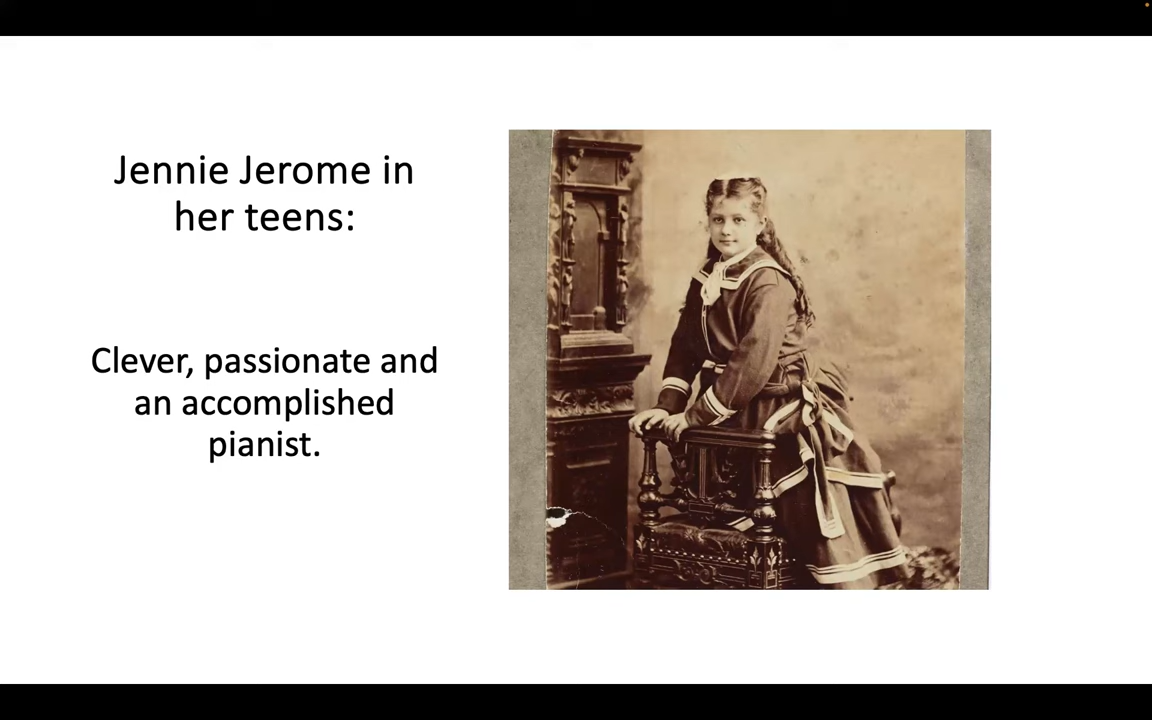 Jennie Jerome in
her teens:
Clever, passionate and
an accomplished
pianist.